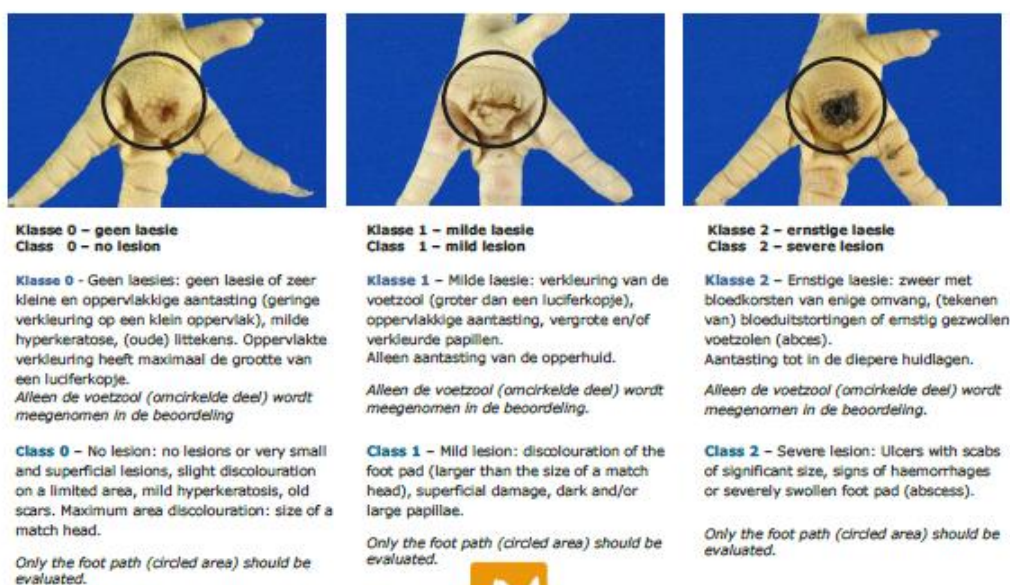 Klasse 0 – geen laesie
Class 0 – no lesion
Klasse 0 - Geen laesies: geen laesie of zeer
kleine en oppervlakkige aantasting (geringe
verkleuring op een klein oppervlak), milde
hyperkeratose, (oude) littekens. Oppervlakte
verkleuring heeft maximaal de grootte van
een luciferkopje.
Alleen de voetzool (omcirkelde deel) wordt
meegenomen in de beoordeling
Class 0 – No lesion: no lesions or very small
and superficial lesions, slight discolouration
on a limited area, mild hyperkeratosis, old
scars. Maximum area discolouration: size of a
match head.
Only the foot path (circled area) should be
evaluated.
Klasse 1 – milde laesie
Class 1 – mild lesion
Klasse 1 – Milde laesie: verkleuring van de
voetzool (groter dan een luciferkopje),
oppervlakkige aantasting, vergrote en/of
verkleurde papillen.
Alleen aantasting van de opperhuid.
Alleen de voetzool (omcirkelde deel) wordt
meegenomen in de beoordeling.
Class 1 – Mild lesion: discolouration of the
foot pad (larger than the size of a match
head), superficial damage, dark and/or
large papillae.
Only the foot path (circled area) should be
evaluated.
Klasse 2 – ernstige laesie
Class 2 – severe lesion
Klasse 2 – Ernstige laesie: zweer met
bloedkorsten van enige omvang, (tekenen
van) bloeduitstortingen of ernstig gezwollen
voetzolen (abces).
Aantasting tot in de diepere huidlagen.
Alleen de voetzool (omcirkelde deel) wordt
meegenomen in de beoordeling.
Class 2 – Severe lesion: Ulcers with scabs
of significant size, signs of haemorrhages
or severely swollen foot pad (abscess).
Only the foot path (circled area) should be
evaluated.